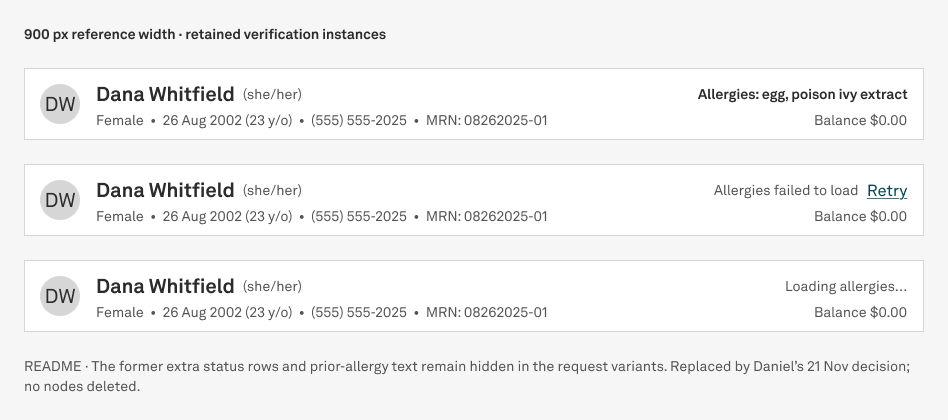 900 px reference width · retained verification instances
DW
Dana Whitfield (she/her)
Allergies: egg, poison ivy extract
Female • 26 Aug 2002 (23 y/o) • (555) 555-2025 • MRN: 08262025-01
Balance $0.00
DW
Dana Whitfield (she/her)
Allergies failed to load Retry
Female • 26 Aug 2002 (23 y/o) • (555) 555-2025 • MRN: 08262025-01
Balance $0.00
DW
Dana Whitfield (she/her)
Loading allergies...
Female • 26 Aug 2002 (23 y/o) • (555) 555-2025 • MRN: 08262025-01
Balance $0.00
README · The former extra status rows and prior-allergy text remain hidden in the request variants. Replaced by Daniel’s 21 Nov decision;
no nodes deleted.